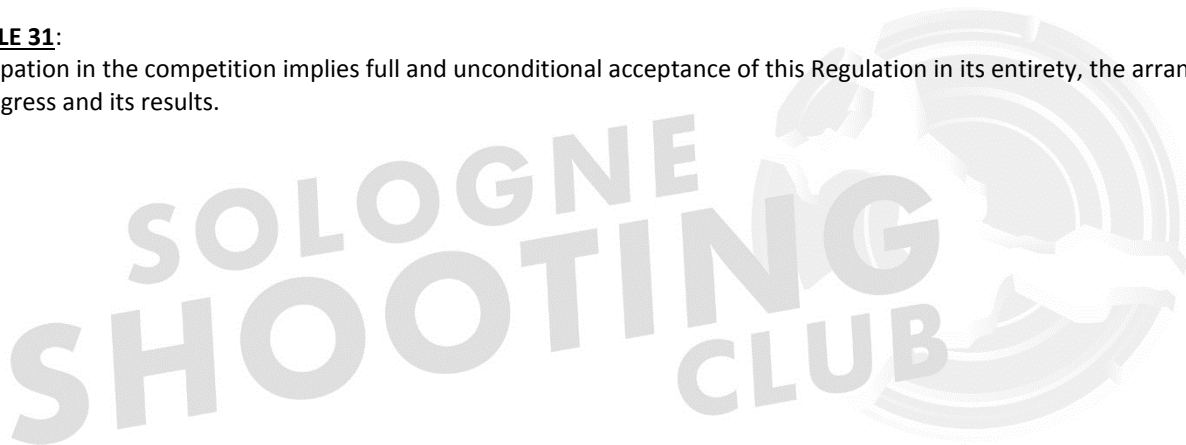 LE 31:
pation in the competition implies full and unconditional acceptance of this Regulation in its entirety, the arran
gress and its results.
SOLOGNE
SHOOTING
CLUB